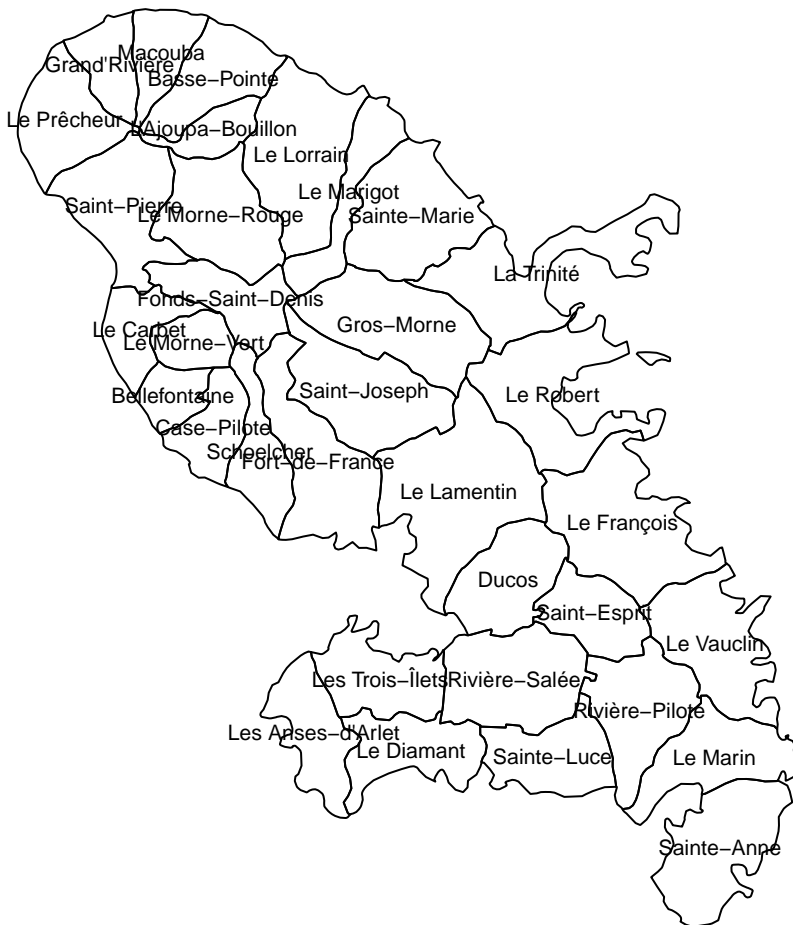 Macouba
Grand'Rivière
Basse−Pointe
Le Prêcheur
L'Ajoupa−Bouillon
Le Lorrain
Le Marigot
Saint−Pierre
Le Morne−Rouge
Sainte−Marie
La Trinité
Fonds−Saint−Denis
Gros−Morne
Le Carbet
Le Morne−Vert
Saint−Joseph
Le Robert
Bellefontaine
Case−Pilote
Schoelcher
Fort−de−France
Le Lamentin
Le François
Ducos
Saint−Esprit
Le Vauclin
Les Trois−Îlets
Rivière−Salée
Rivière−Pilote
Les Anses−d'Arlet
Le Diamant
Sainte−Luce
Le Marin
Sainte−Anne